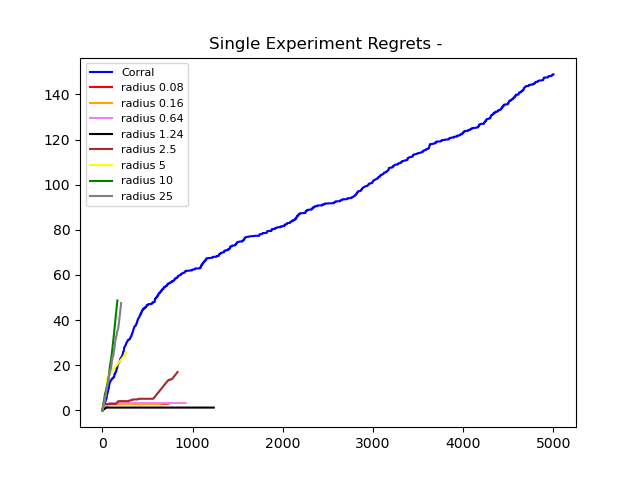 Single Experiment Regrets -
Corral
radius 0.08
radius 0.16
radius 0.64
radius 1.24
radius 2.5
radius 5
radius 10
radius 25
140
120
100
80
60
40
20
0
0 1000 2000 3000 4000 5000